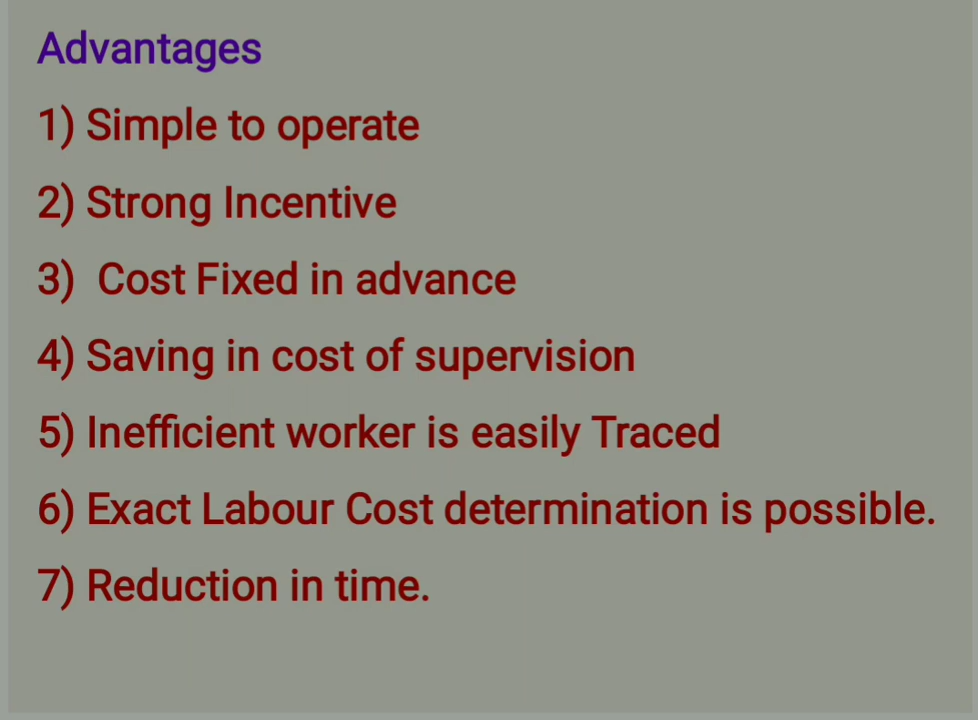 Advantages
1) Simple to operate
2) Strong Incentive
3) Cost Fixed in advance
4) Saving in cost of supervision
5) Inefficient worker is easily Traced
6) Exact Labour Cost determination is possible.
7) Reduction in time.